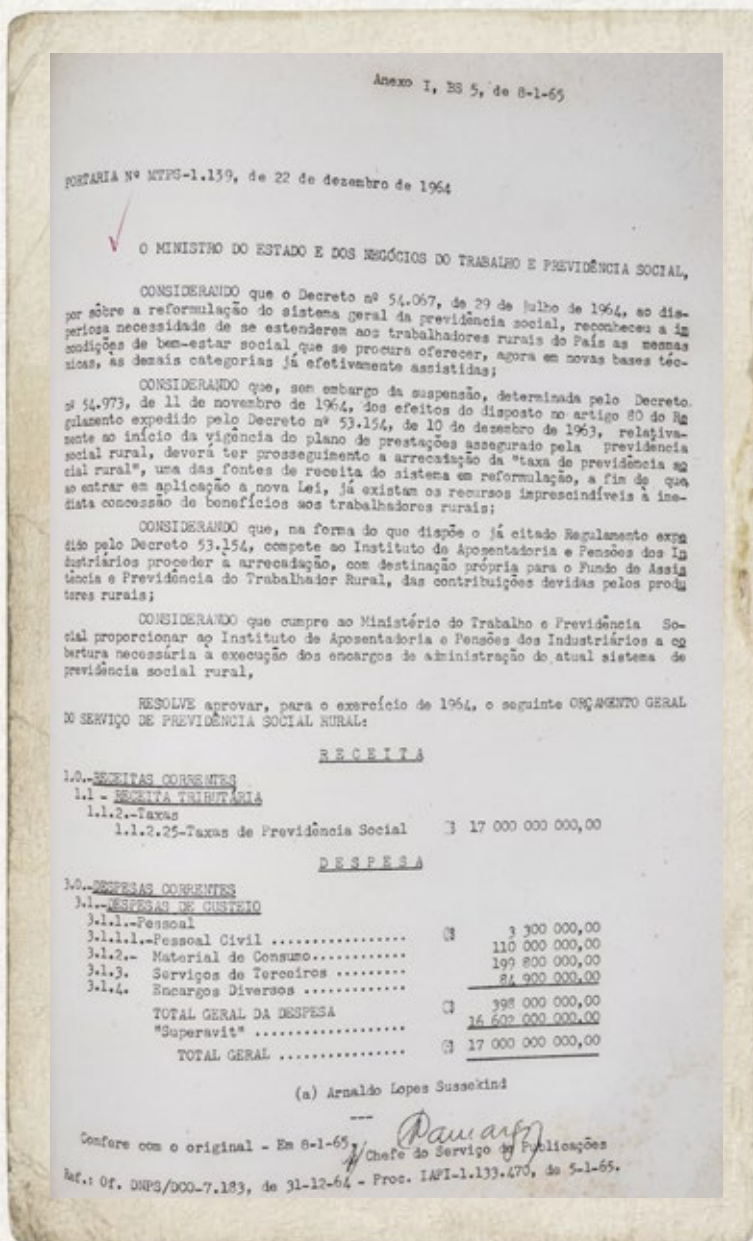 Anexo I, BS 5, de 8-1-65
PORTARIA Nº MTPS-1.139, de 22 de dezembro de 1964
O MINISTRO DO ESTADO E DOS NEGÓCIOS DO TRABALHO E PREVIDÊNCIA SOCIAL,
CONSIDERANDO que o Decreto nº 54.067, de 29 de julho de 1964, ao dis-
por sôbre a reformulação do sistema geral da previdência social, reconheceu a im
periosa necessidade de se estenderem aos trabalhadores rurais do País as mesmas
condições de bem-estar social que se procura oferecer, agora em novas bases téc-
nicas, às demais categorias já efetivamente assistidas;
CONSIDERANDO que, sem embargo da suspensão, determinada pelo Decreto
nº 54.973, de 11 de novembro de 1964, dos efeitos do disposto no artigo 80 do Re
gulamento expedido pelo Decreto nº 53.154, de 10 de dezembro de 1963, relativa-
mente ao início da vigência do plano de prestações assegurado pela previdência
social rural, deverá ter prosseguimento a arrecadação da "taxa de previdência so
cial rural", uma das fontes de receita do sistema em reformulação, a fim de que,
ao entrar em aplicação a nova Lei, já existam os recursos imprescindíveis à ime-
diata concessão de benefícios aos trabalhadores rurais;
CONSIDERANDO que, na forma do que dispõe o já citado Regulamento expe
dido pelo Decreto 53.154, compete ao Instituto de Aposentadoria e Pensões dos In
dustriários proceder a arrecadação, com destinação própria para o Fundo de Assis
tência e Previdência do Trabalhador Rural, das contribuições devidas pelos produ
tores rurais;
CONSIDERANDO que cumpre ao Ministério do Trabalho e Previdência So-
cial proporcionar ao Instituto de Aposentadoria e Pensões dos Industriários a co
bertura necessária à execução dos encargos de administração do atual sistema de
previdência social rural,
RESOLVE aprovar, para o exercício de 1964, o seguinte ORÇAMENTO GERAL
DO SERVIÇO DE PREVIDÊNCIA SOCIAL RURAL:
RECEITA
1.0.-RECEITAS CORRENTES
1.1 - RECEITA TRIBUTÁRIA
1.1.2.-Taxas
1.1.2.25-Taxas de Previdência Social 17 000 000 000,00
DESPESA
3.0.-DESPESAS CORRENTES
3.1.-DESPESAS DE CUSTEIO
3.1.1.-Pessoal
3.1.1.1.-Pessoal Civil ................ 3 300 000,00
3.1.2.- Material de Consumo............ 110 000 000,00
3.1.3. Serviços de Terceiros ......... 199 800 000,00
3.1.4. Encargos Diversos ............. 84 900 000,00
TOTAL GERAL DA DESPESA 398 000 000,00
"Superavit" ................... 16 602 000 000,00
TOTAL GERAL ................ 17 000 000 000,00
(a) Arnaldo Lopes Sussekind
Confere com o original - Em 8-1-65.
Camargo
p/ Chefe do Serviço de Publicações
Ref.: Of. DNPS/DCO-7.183, de 31-12-64 - Proc. IAPI-1.133.470, de 5-1-65.